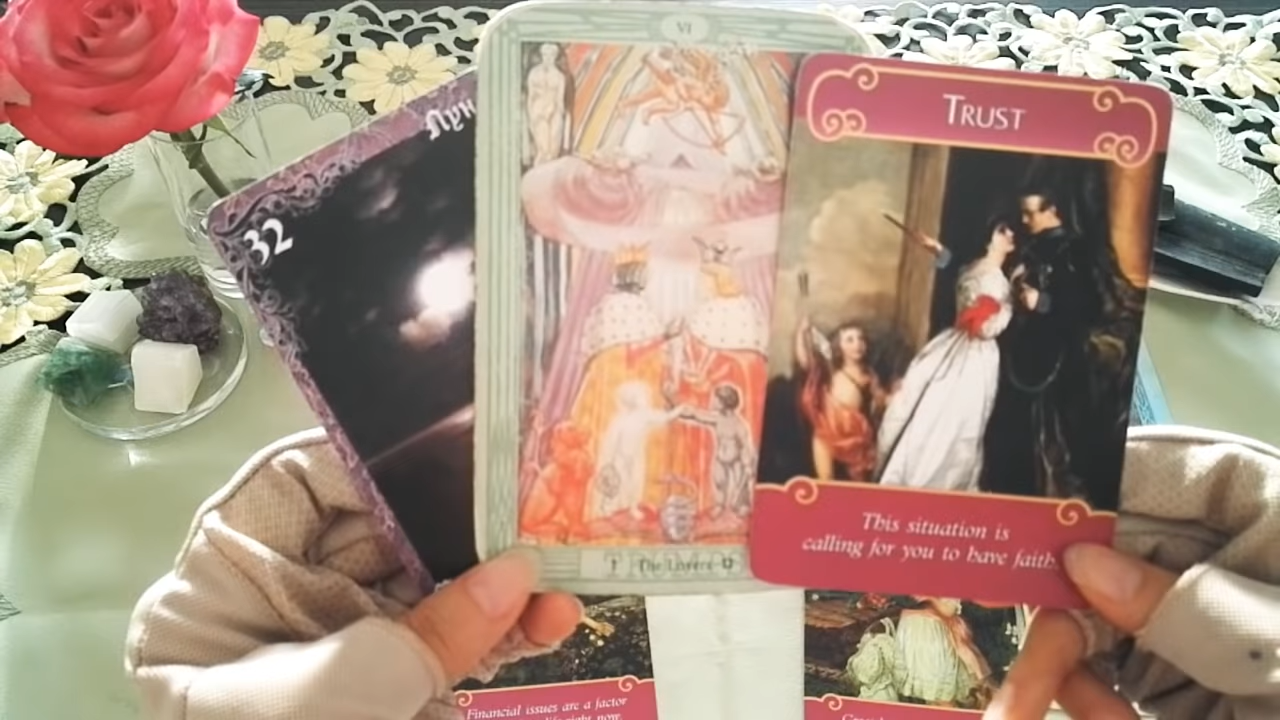 32
Лун
VI
The Lovers
TRUST
This situation is
calling for you to have faith.
Financial issues are a factor
right now.